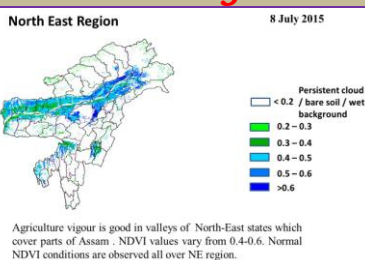 North East Region
8 July 2015
Persistent cloud
< 0.2 / bare soil / wet
background
0.2 – 0.3
0.3 – 0.4
0.4 – 0.5
0.5 – 0.6
>0.6
Agriculture vigour is good in valleys of North-East states which
cover parts of Assam . NDVI values vary from 0.4-0.6. Normal
NDVI conditions are observed all over NE region.